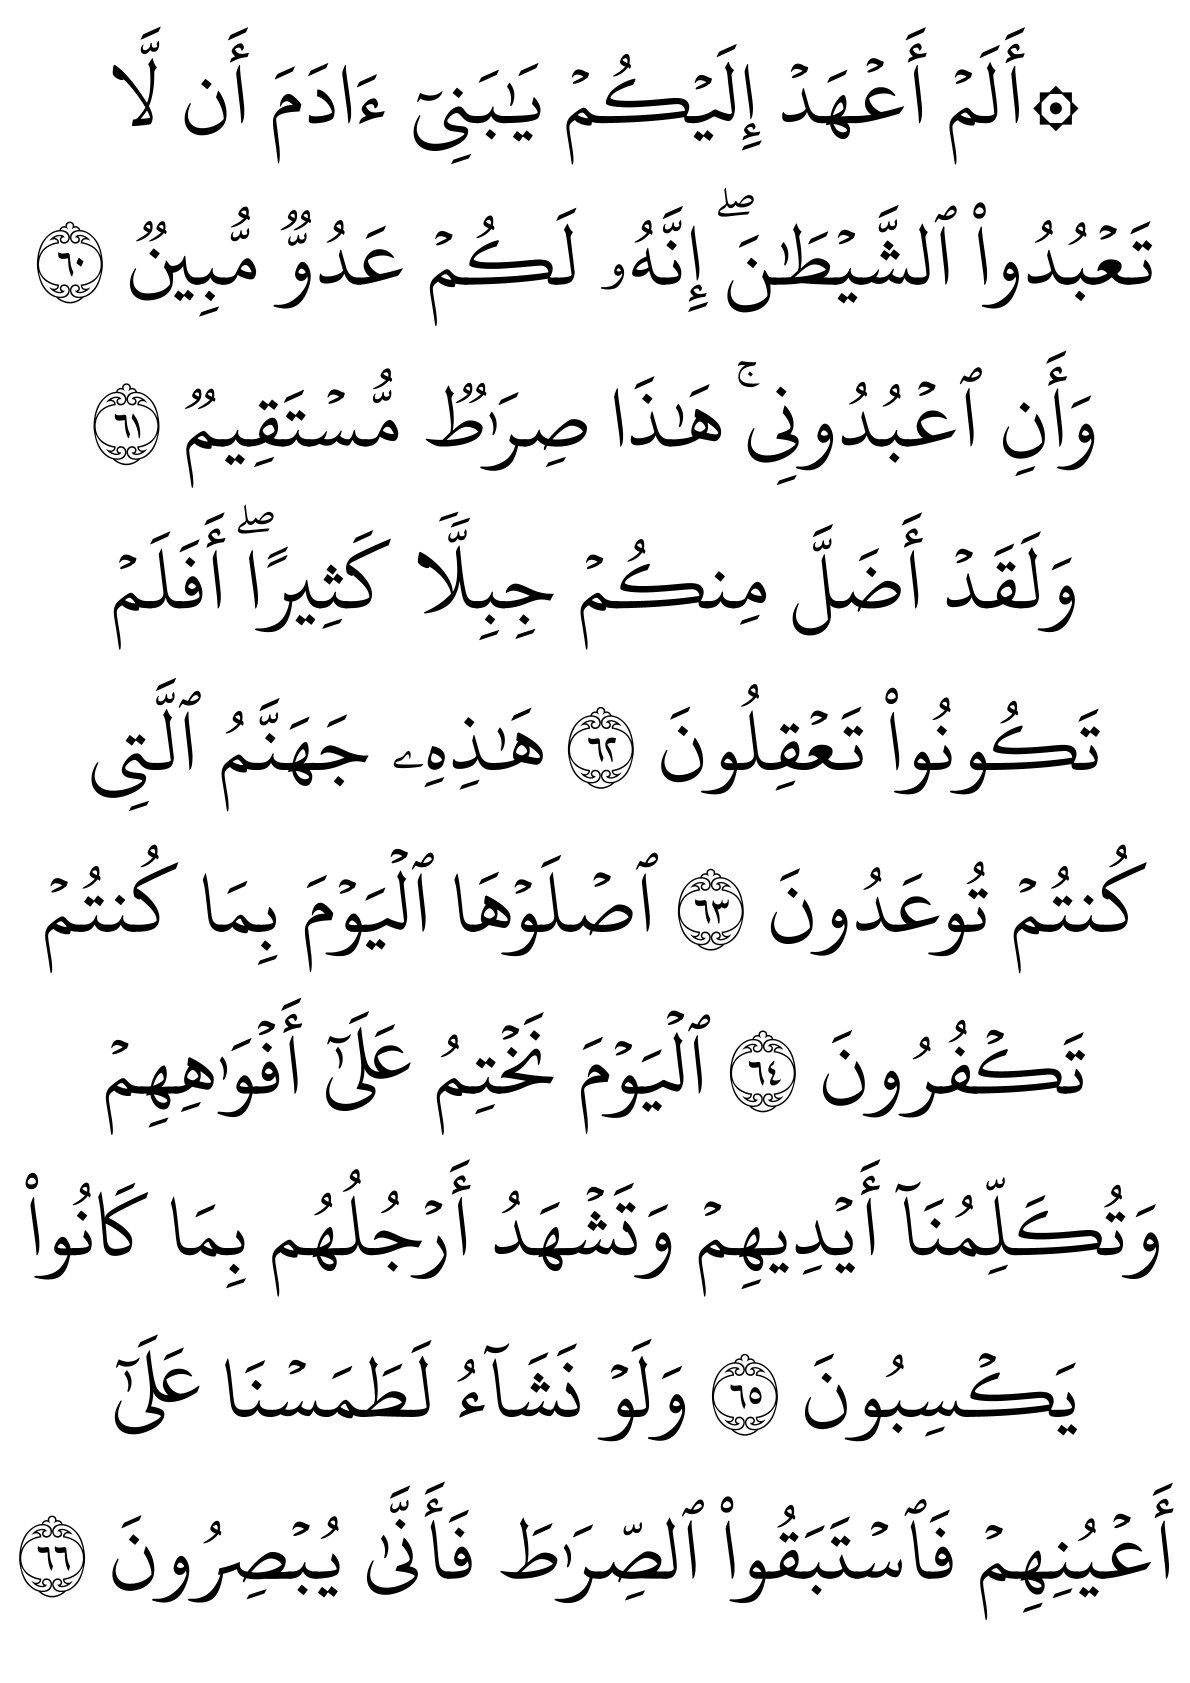 ۞أَلَمۡ أَعۡهَدۡ إِلَيۡكُمۡ يَٰبَنِيٓ ءَادَمَ أَن لَّا
تَعۡبُدُواْ ٱلشَّيۡطَٰنَۖ إِنَّهُۥ لَكُمۡ عَدُوّٞ مُّبِينٞ ٦٠
وَأَنِ ٱعۡبُدُونِيۚ هَٰذَا صِرَٰطٞ مُّسۡتَقِيمٞ ٦١
وَلَقَدۡ أَضَلَّ مِنكُمۡ جِبِلّٗا كَثِيرًاۖ أَفَلَمۡ
تَكُونُواْ تَعۡقِلُونَ ٦٢ هَٰذِهِۦ جَهَنَّمُ ٱلَّتِي
كُنتُمۡ تُوعَدُونَ ٦٣ ٱصۡلَوۡهَا ٱلۡيَوۡمَ بِمَا كُنتُمۡ
تَكۡفُرُونَ ٦٤ ٱلۡيَوۡمَ نَخۡتِمُ عَلَىٰٓ أَفۡوَٰهِهِمۡ
وَتُكَلِّمُنَآ أَيۡدِيهِمۡ وَتَشۡهَدُ أَرۡجُلُهُم بِمَا كَانُواْ
يَكۡسِبُونَ ٦٥ وَلَوۡ نَشَآءُ لَطَمَسۡنَا عَلَىٰٓ
أَعۡيُنِهِمۡ فَٱسۡتَبَقُواْ ٱلصِّرَٰطَ فَأَنَّىٰ يُبۡصِرُونَ ٦٦